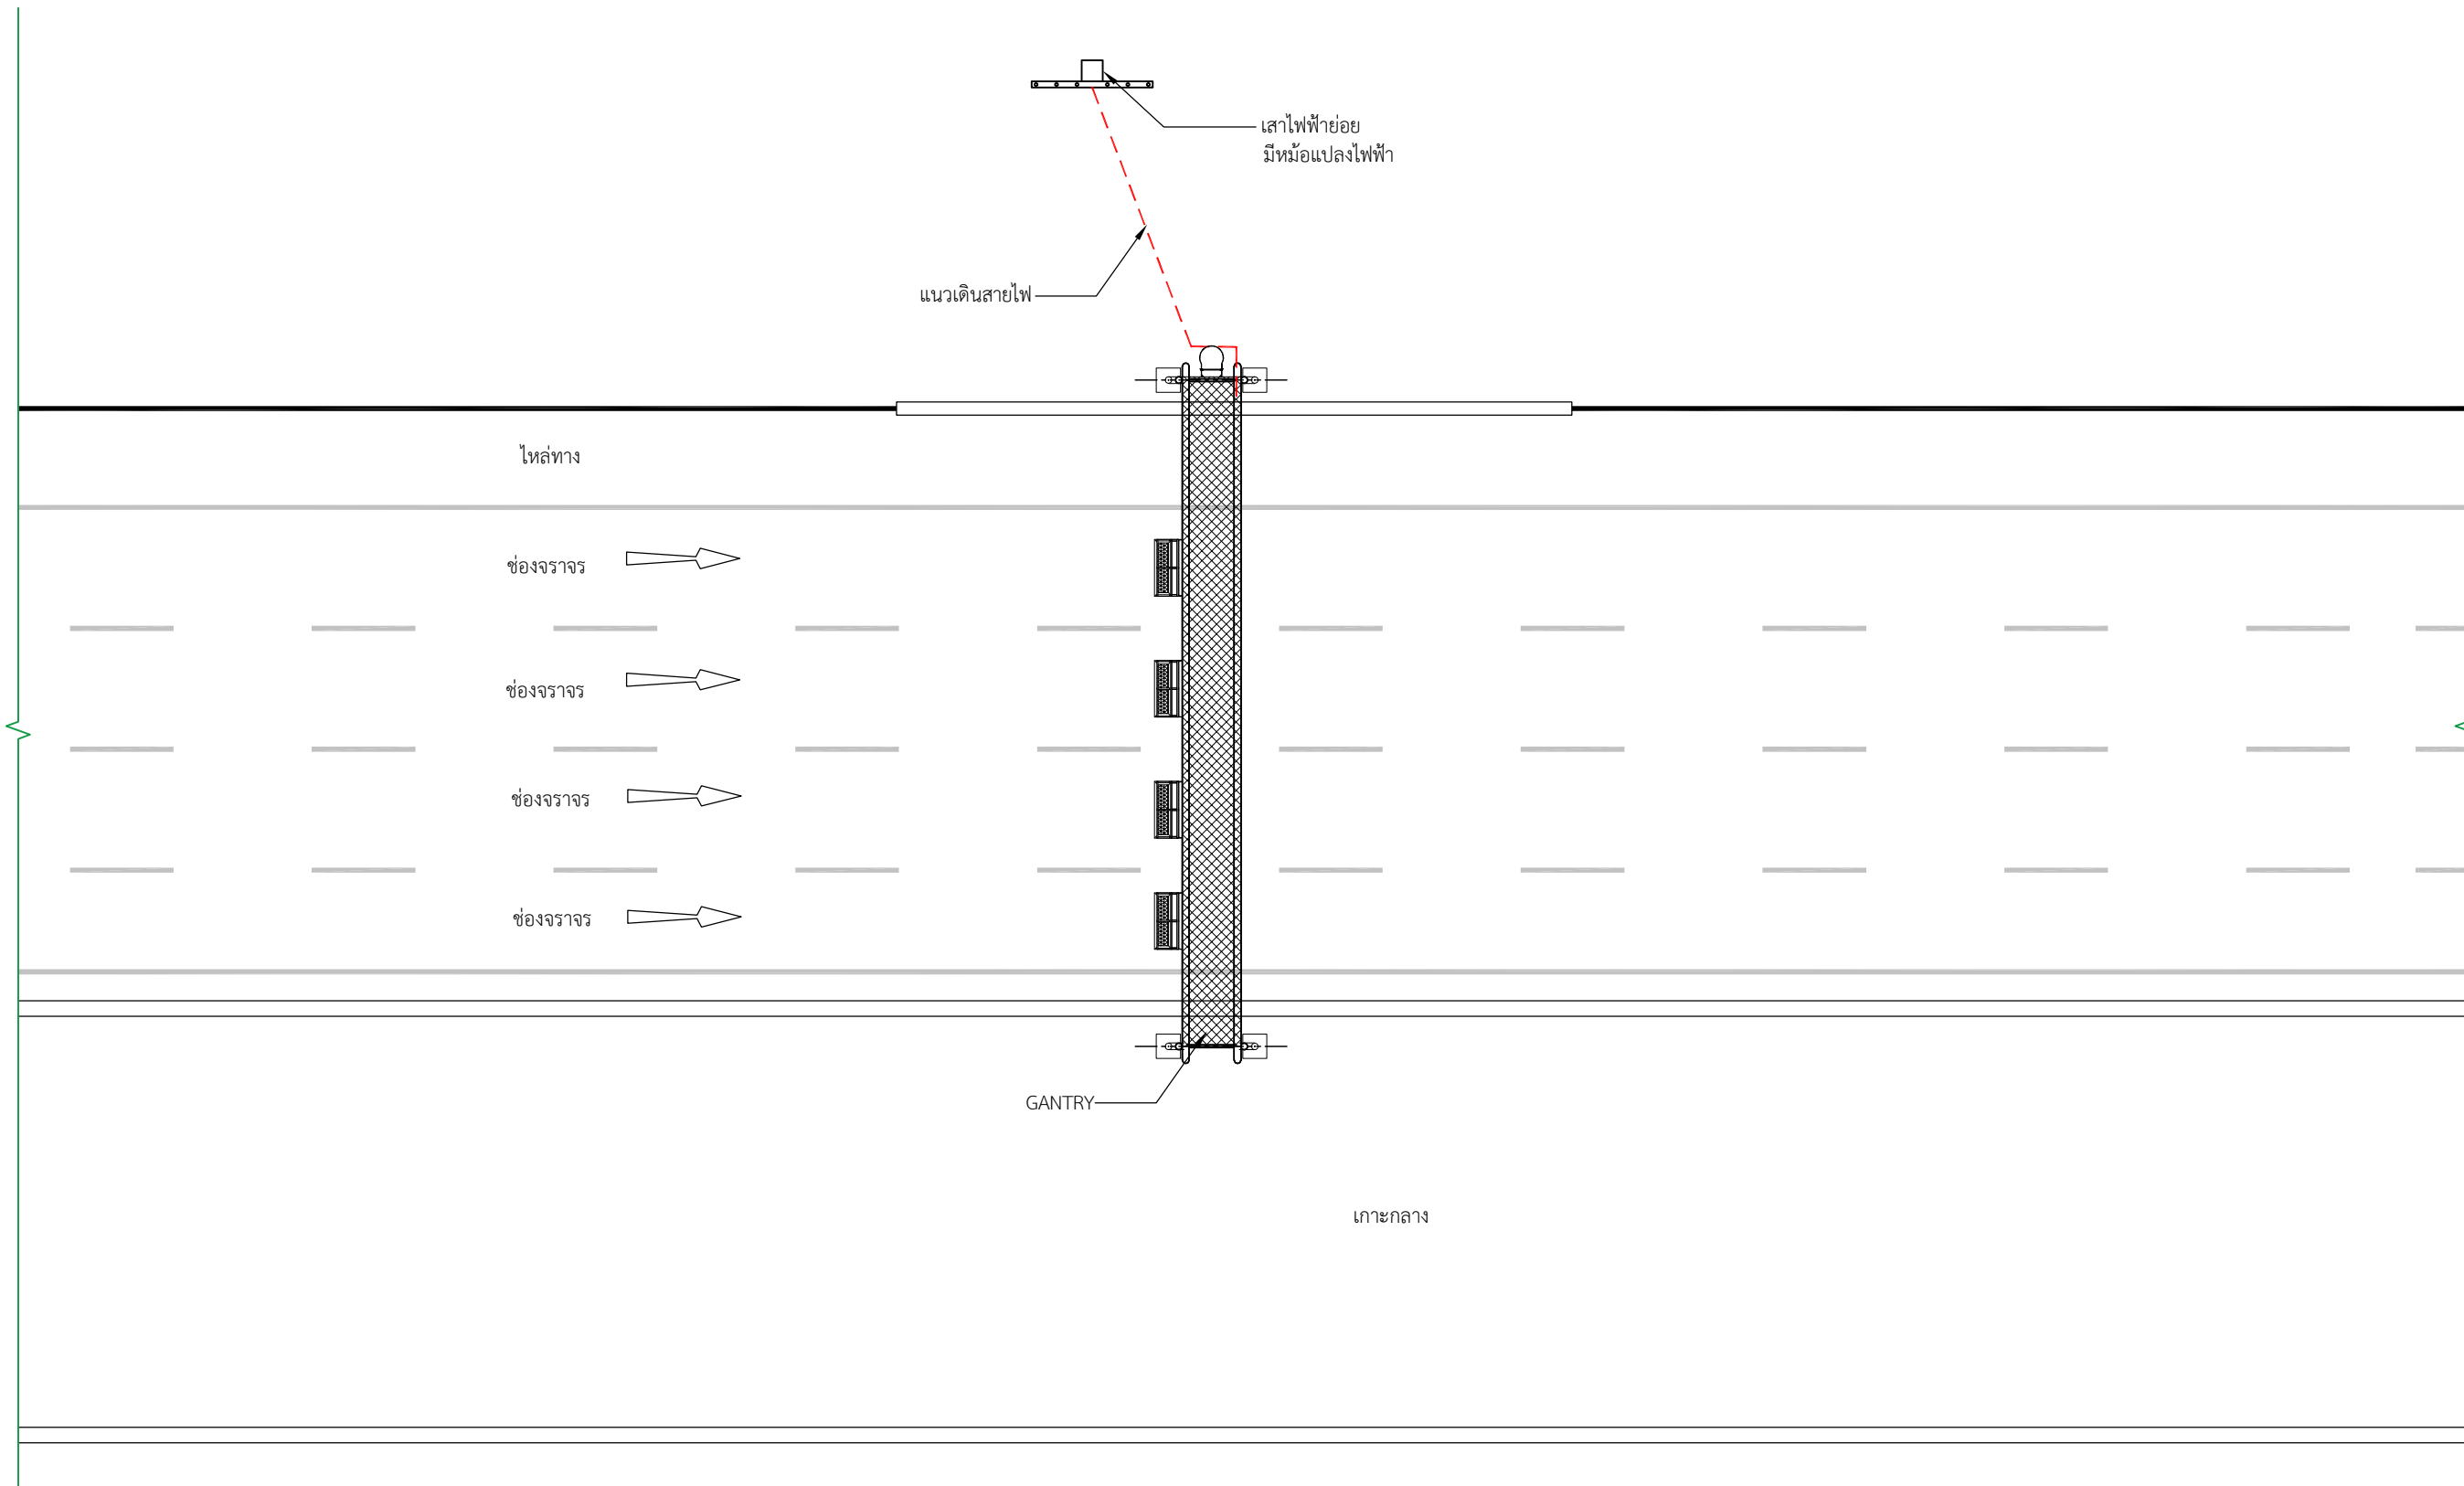 เสาไฟฟ้าย่อย
มีหม้อแปลงไฟฟ้า
แนวเดินสายไฟ
ไหล่ทาง
ช่องจราจร
ช่องจราจร
ช่องจราจร
ช่องจราจร
GANTRY
เกาะกลาง